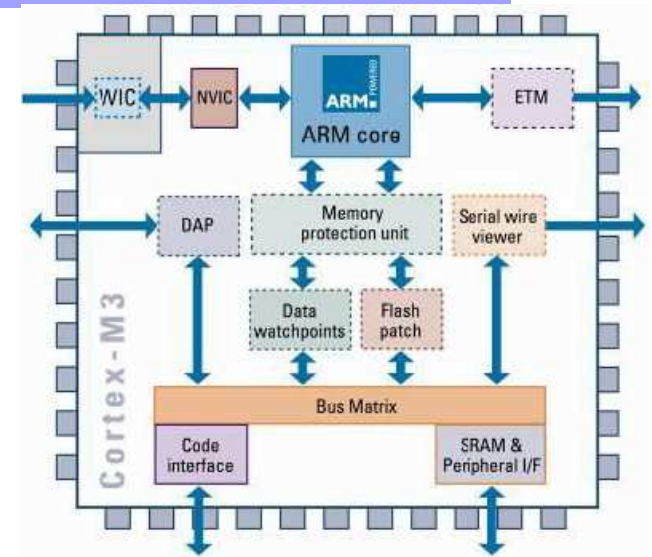 WIC
NVIC
ARM
POWERED
ARM core
ETM
DAP
Memory
protection unit
Serial wire
viewer
Data
watchpoints
Flash
patch
Cortex-M3
Bus Matrix
Code
interface
SRAM &
Peripheral I/F